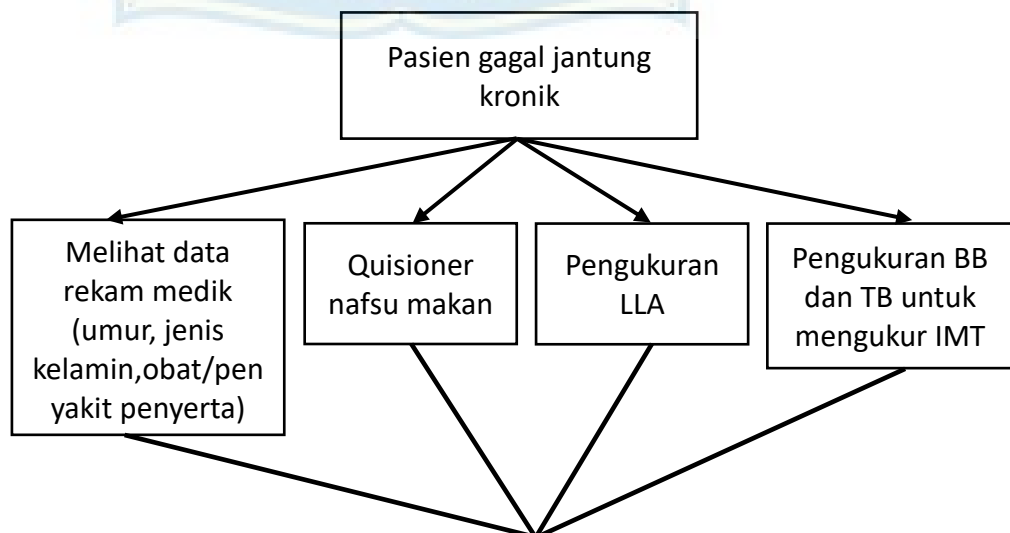 Pasien gagal jantung
kronik
Melihat data
rekam medik
(umur, jenis
kelamin,obat/pen
yakit penyerta)
Quisioner
nafsu makan
Pengukuran
LLA
Pengukuran BB
dan TB untuk
mengukur IMT